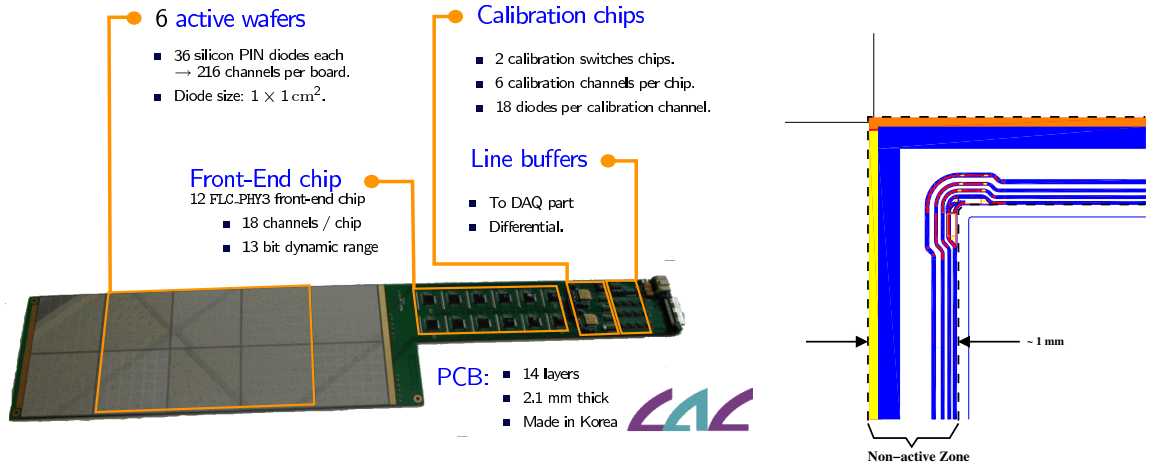 6 active wafers
36 silicon PIN diodes each
→ 216 channels per board.
Diode size: 1 × 1 cm².
Calibration chips
2 calibration switches chips.
6 calibration channels per chip.
18 diodes per calibration channel.
Front-End chip
12 FLC_PHY3 front-end chip
18 channels / chip
13 bit dynamic range
Line buffers
To DAQ part
Differential.
PCB:
14 layers
2.1 mm thick
Made in Korea
LAL
~ 1 mm
Non-active Zone